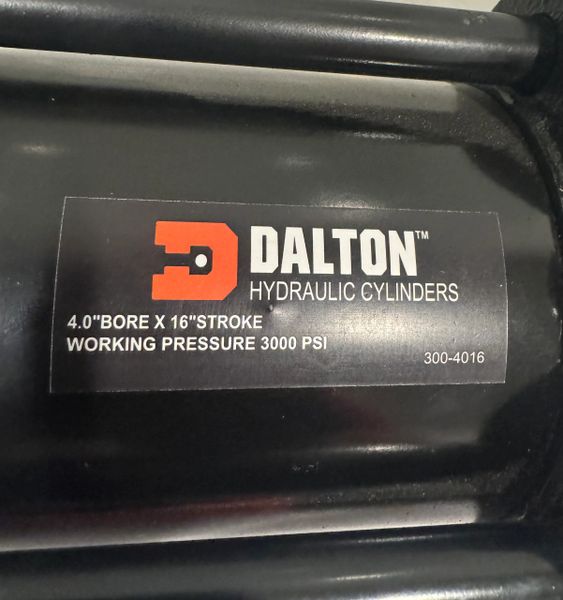 DALTON™
HYDRAULIC CYLINDERS
4.0"BORE X 16"STROKE
WORKING PRESSURE 3000 PSI
300-4016